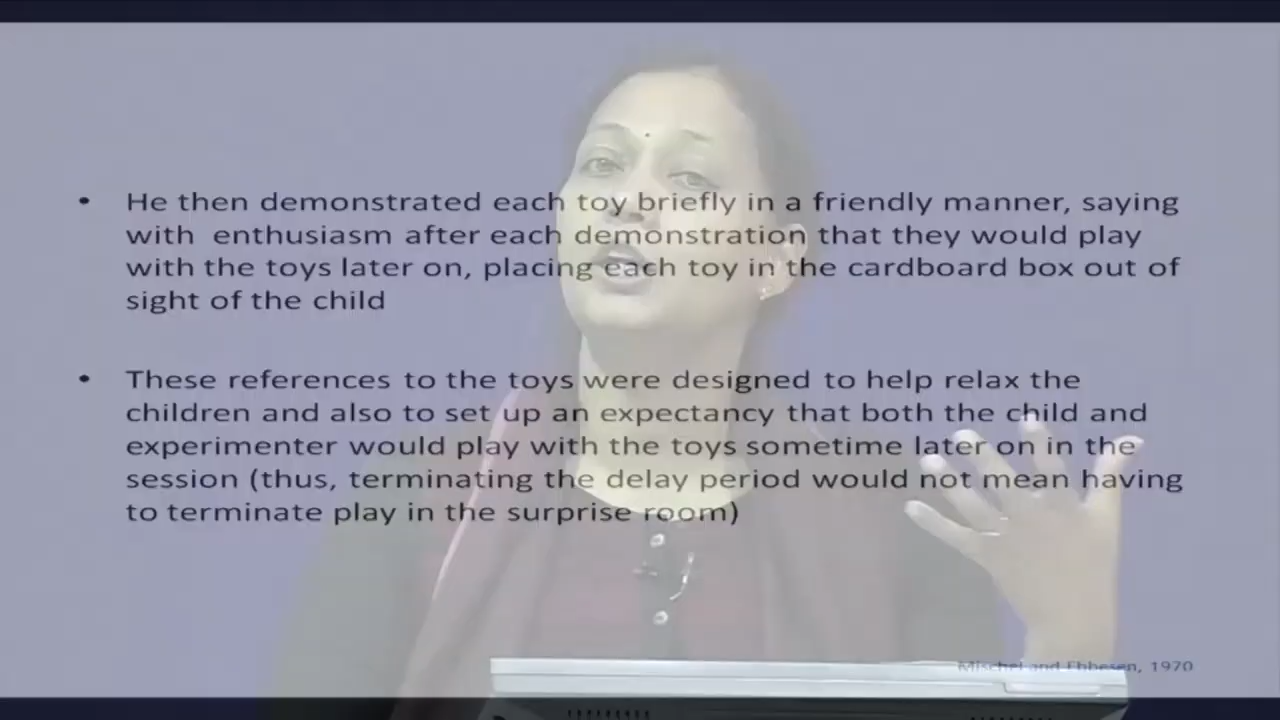 • He then demonstrated each toy briefly in a friendly manner, saying
with enthusiasm after each demonstration that they would play
with the toys later on, placing each toy in the cardboard box out of
sight of the child
• These references to the toys were designed to help relax the
children and also to set up an expectancy that both the child and
experimenter would play with the toys sometime later on in the
session (thus, terminating the delay period would not mean having
to terminate play in the surprise room)
Mischel and Ebbesen, 1970